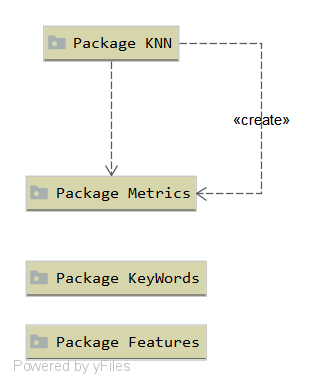 Package KNN
«create»
Package Metrics
Package KeyWords
Package Features
Powered by yFiles